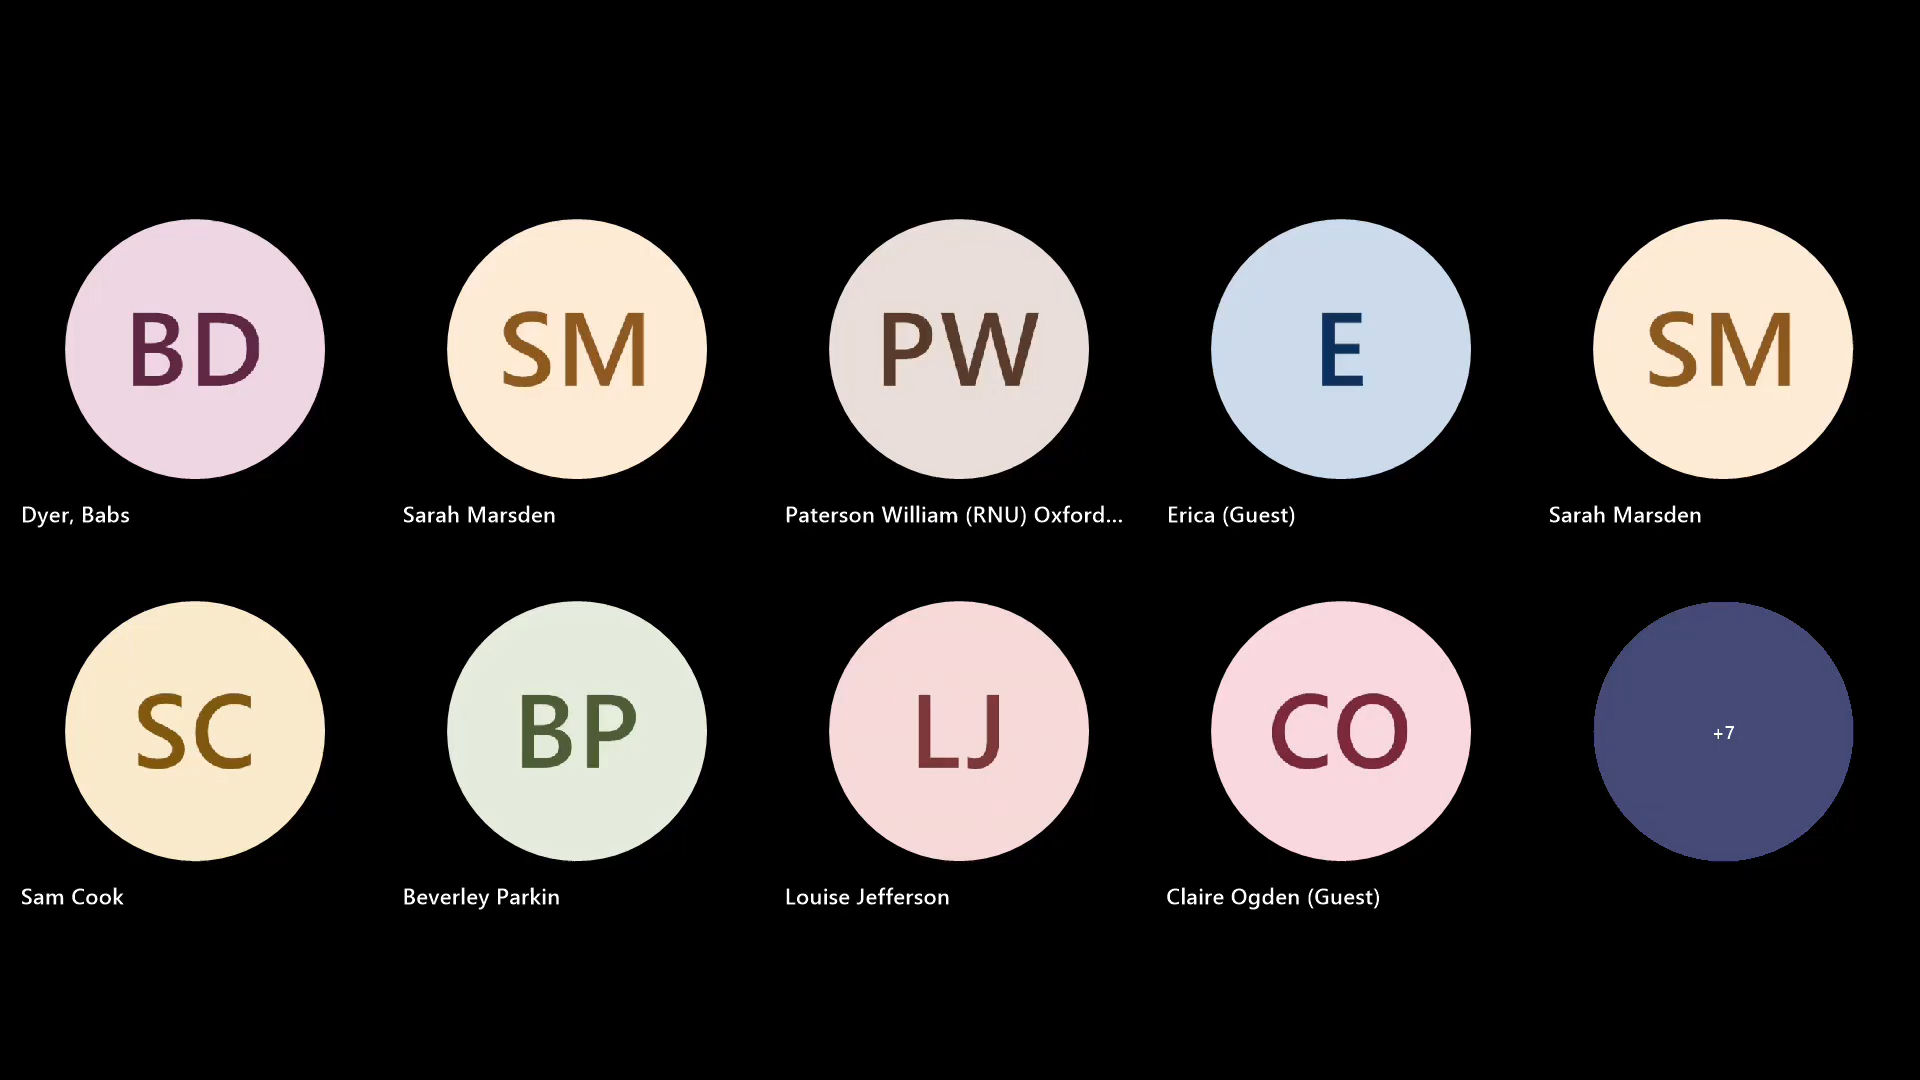 BD
SM
PW
E
SM
Dyer, Babs
Sarah Marsden
Paterson William (RNU) Oxford...
Erica (Guest)
Sarah Marsden
SC
BP
LJ
CO
+7
Sam Cook
Beverley Parkin
Louise Jefferson
Claire Ogden (Guest)